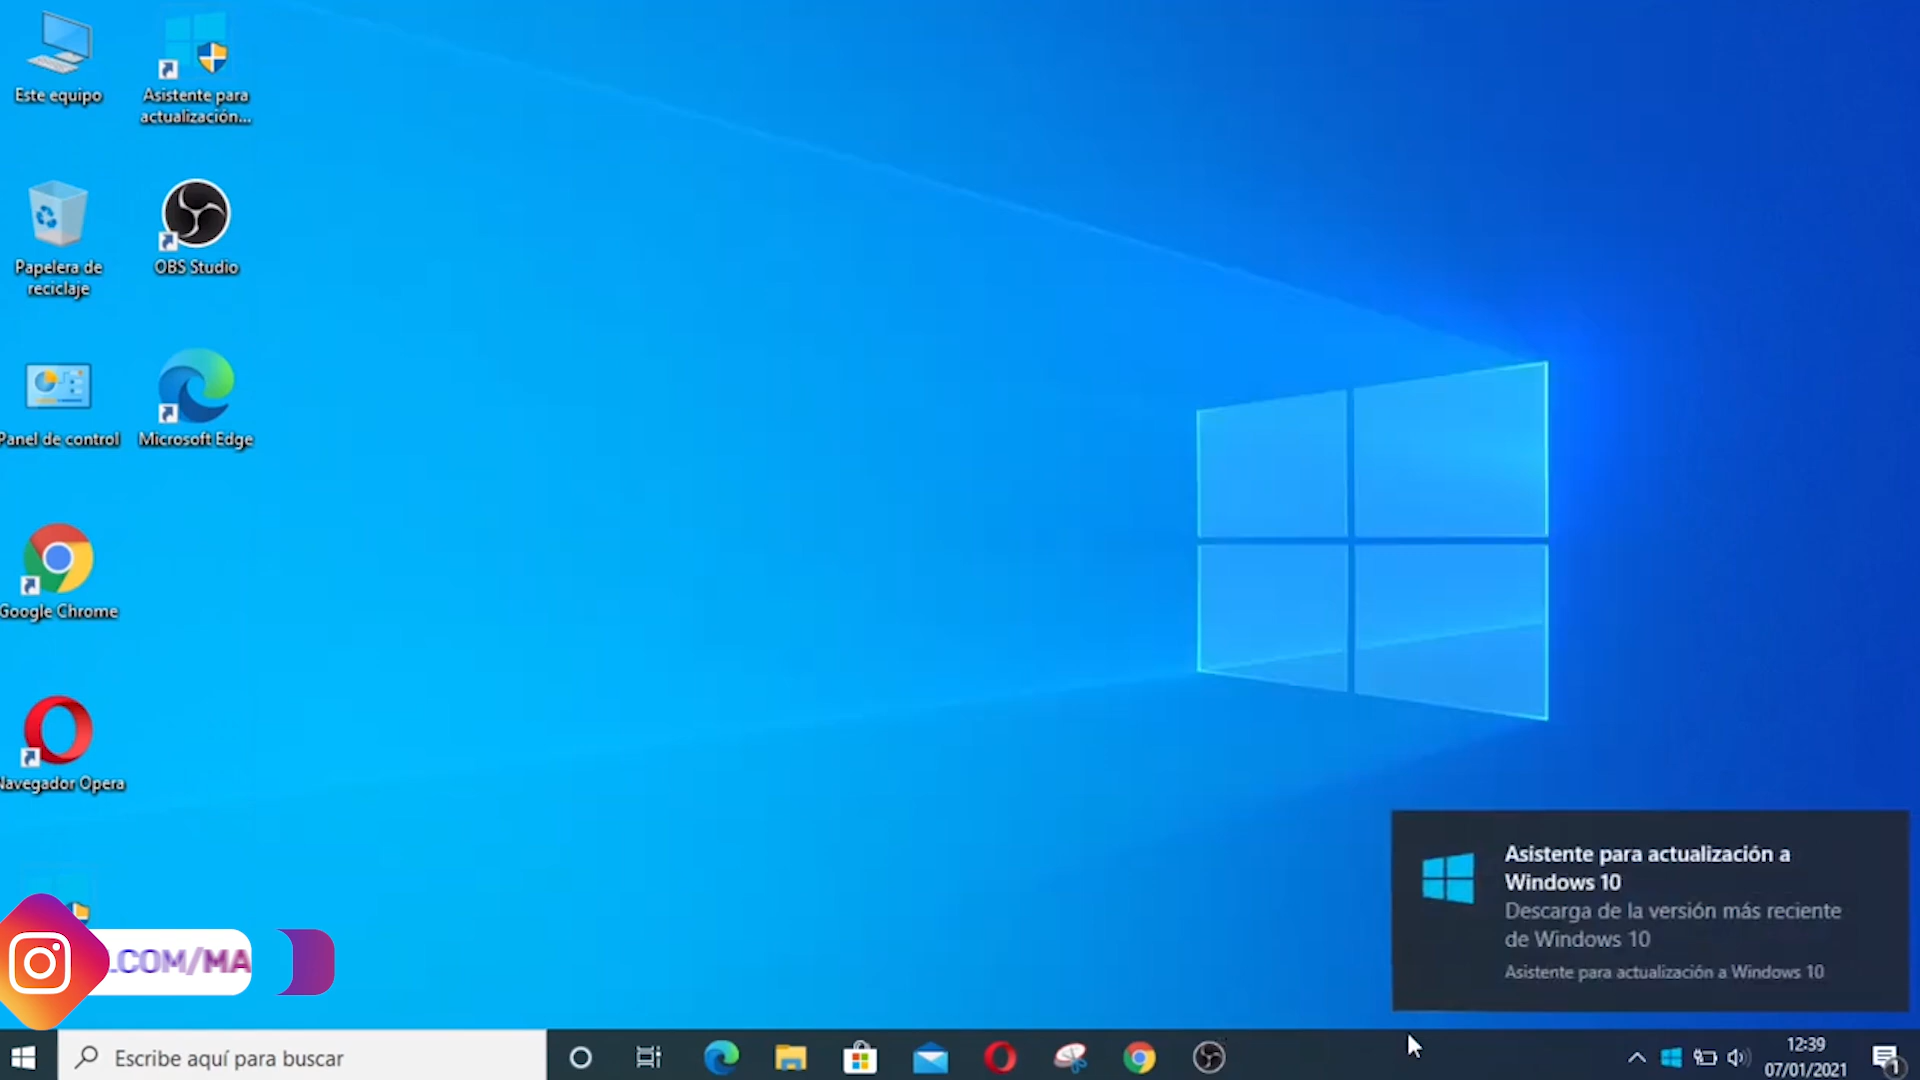 Este equipo
Asistente para
actualización...
Papelera de
reciclaje
OBS Studio
Panel de control
Microsoft Edge
Google Chrome
Navegador Opera
Asistente para actualización a
Windows 10
Descarga de la versión más reciente
de Windows 10
Asistente para actualización a Windows 10
.COM/MA
Escribe aquí para buscar
12:39
07/01/2021
1